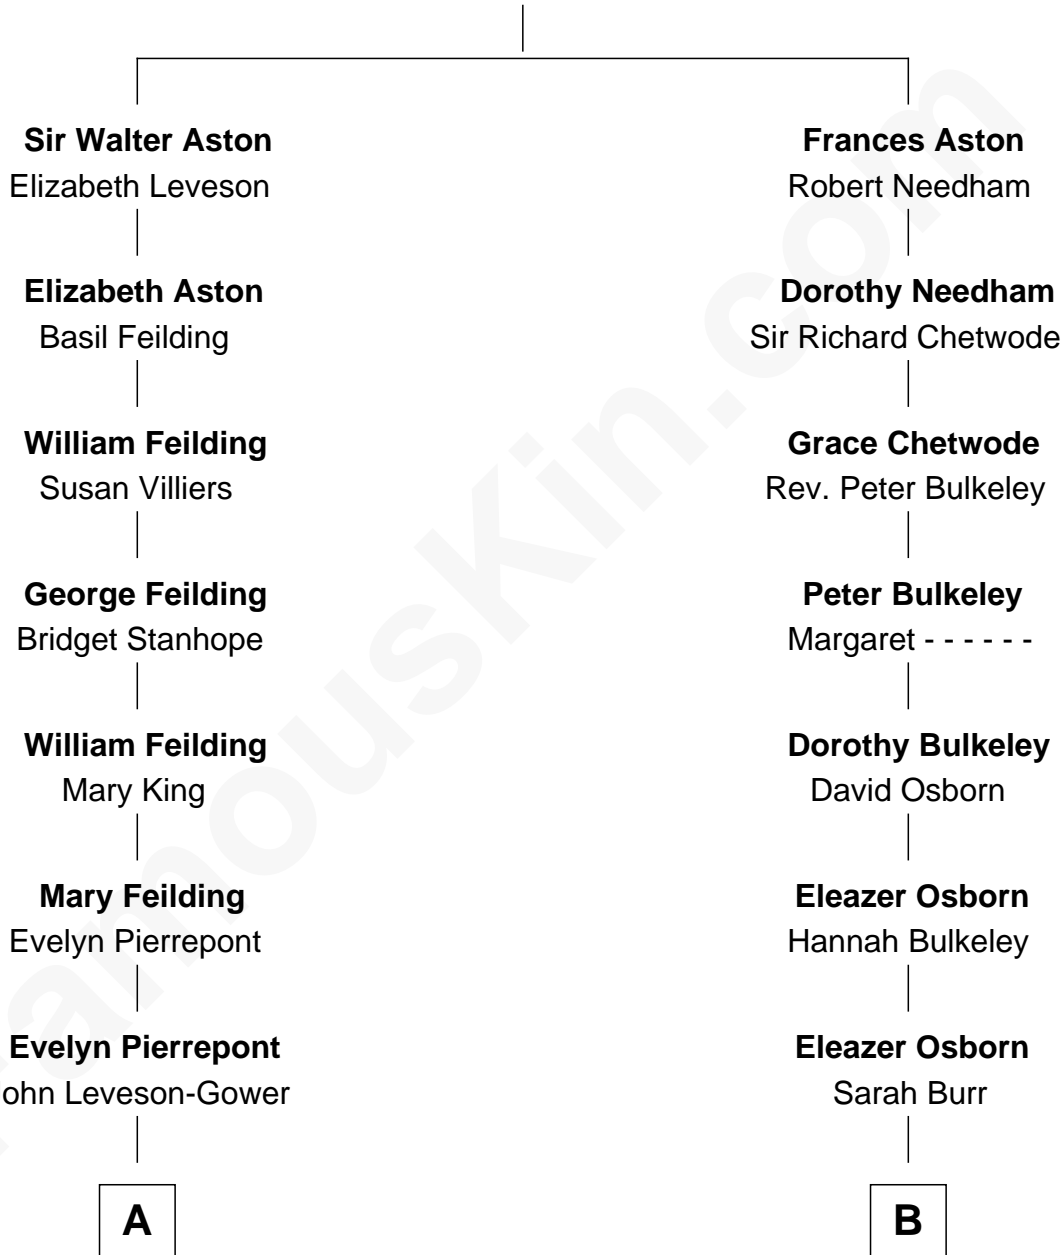 Sir Walter Aston
Elizabeth Leveson
Elizabeth Aston
Basil Feilding
William Feilding
Susan Villiers
George Feilding
Bridget Stanhope
William Feilding
Mary King
Mary Feilding
Evelyn Pierrepont
Evelyn Pierrepont
ohn Leveson-Gower
A
Frances Aston
Robert Needham
Dorothy Needham
Sir Richard Chetwode
Grace Chetwode
Rev. Peter Bulkeley
Peter Bulkeley
Margaret - - - - - -
Dorothy Bulkeley
David Osborn
Eleazer Osborn
Hannah Bulkeley
Eleazer Osborn
Sarah Burr
B
FamousKin.com